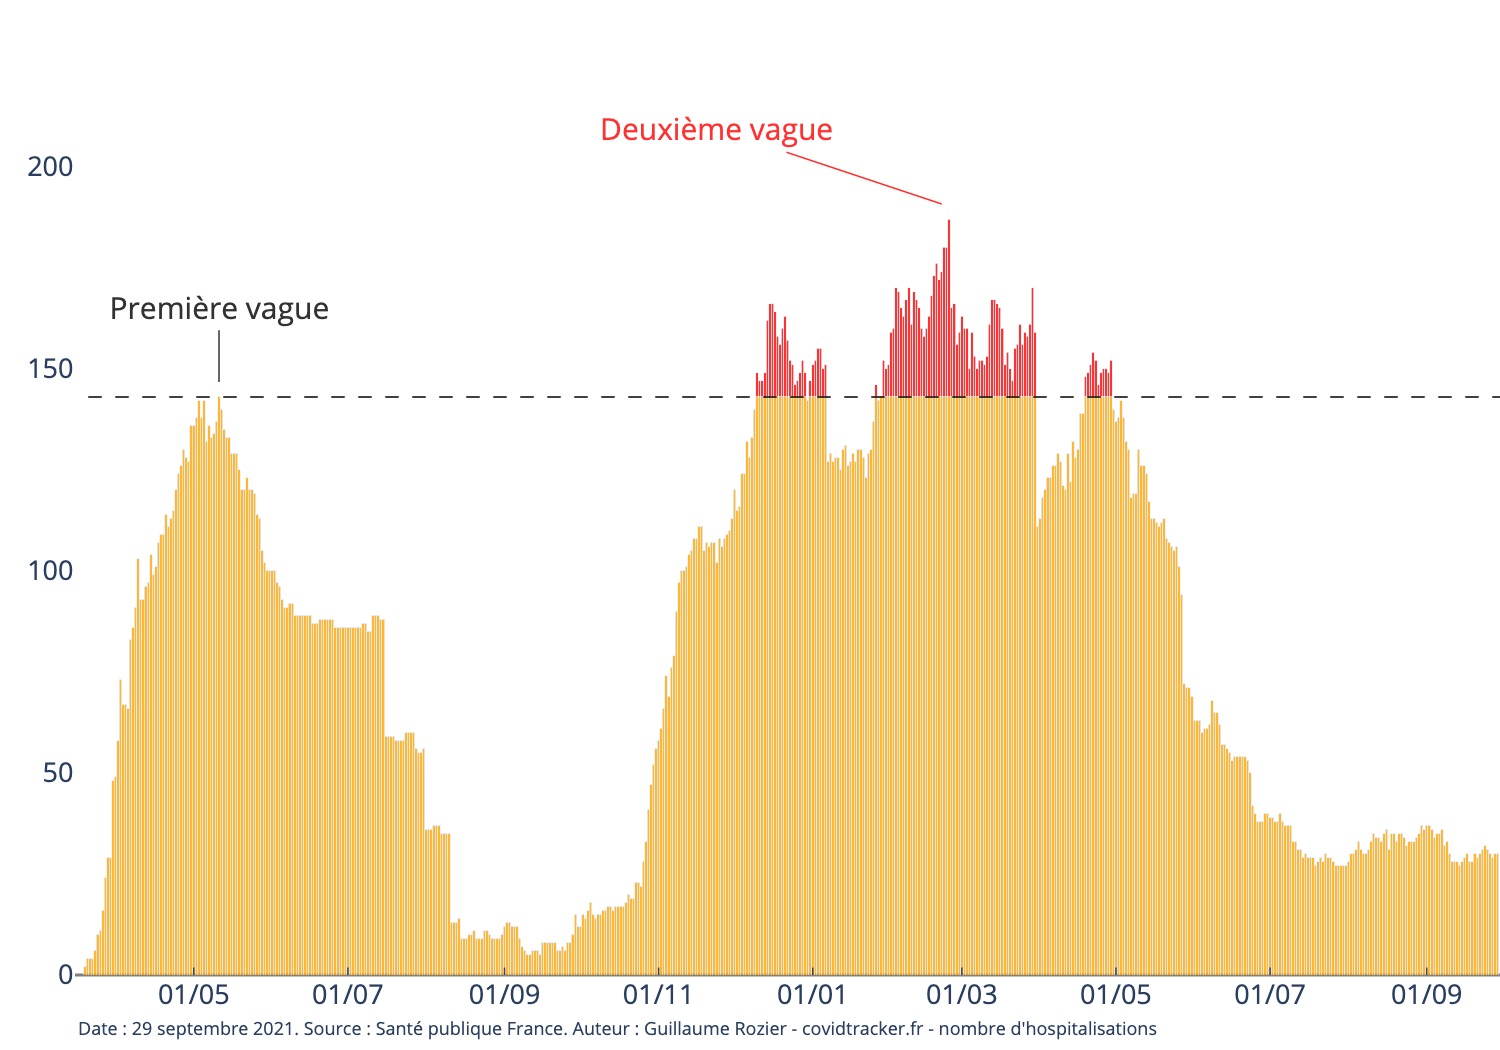 Deuxième vague
200
Première vague
150
100
50
0
01/05 01/07 01/09 01/11 01/01 01/03 01/05 01/07 01/09
Date : 29 septembre 2021. Source : Santé publique France. Auteur : Guillaume Rozier - covidtracker.fr - nombre d'hospitalisations